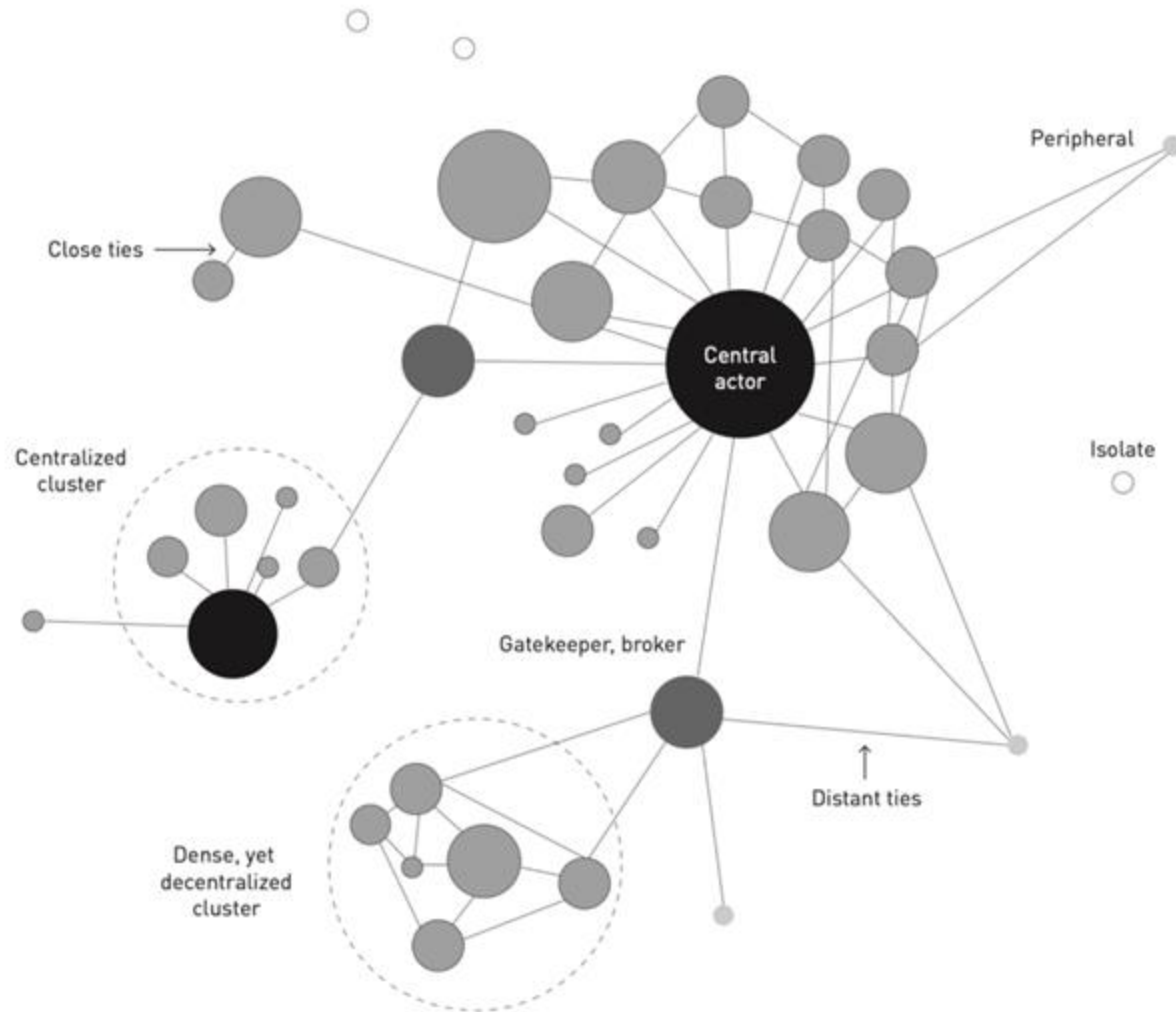 Peripheral
Close ties
Central
actor
Centralized
cluster
Isolate
Gatekeeper, broker
Distant ties
Dense, yet
decentralized
cluster